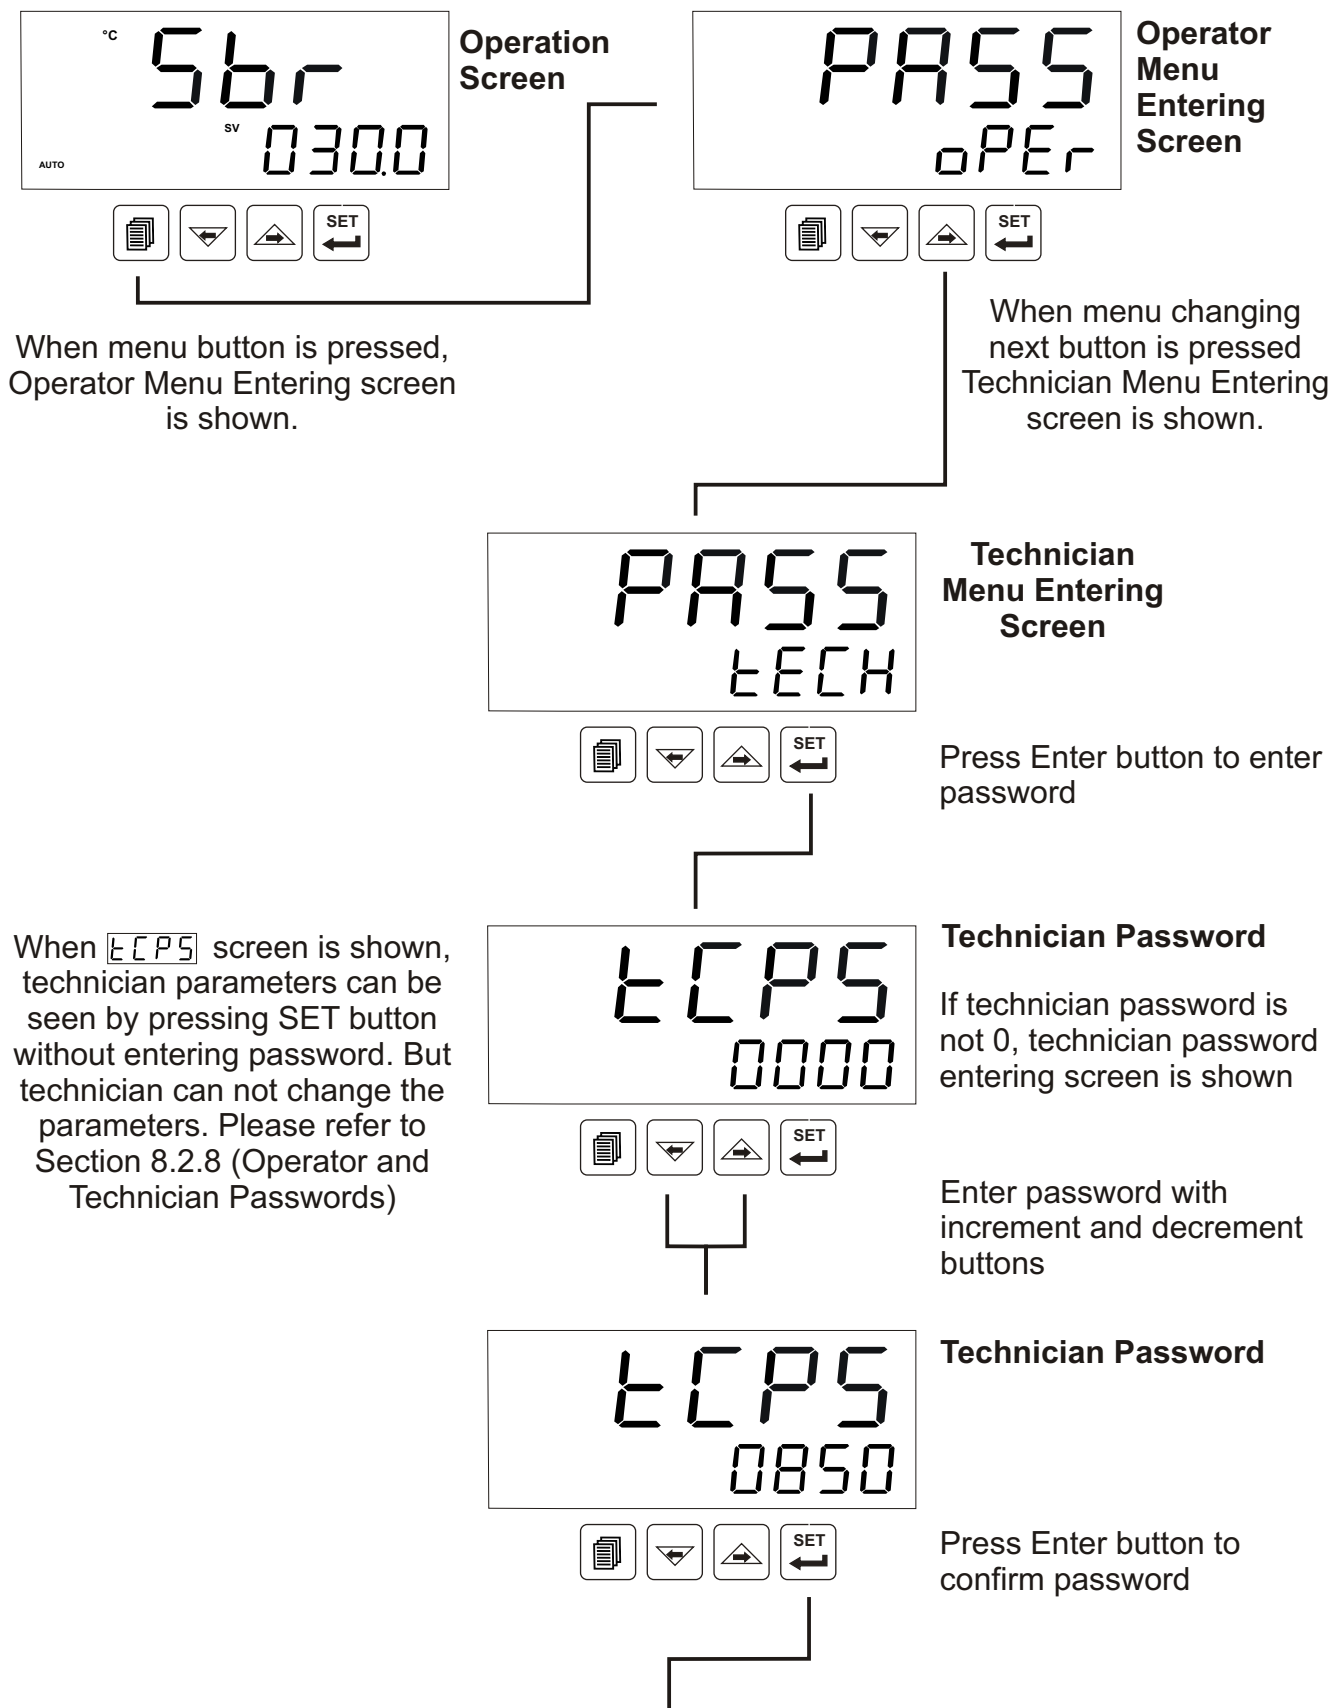 °C
Sbr
SV
030.0
AUTO
Operation
Screen
SET
When menu button is pressed,
Operator Menu Entering screen
is shown.
PASS
oPEr
Operator
Menu
Entering
Screen
SET
When menu changing
next button is pressed
Technician Menu Entering
screen is shown.
PASS
tECH
Technician
Menu Entering
Screen
SET
Press Enter button to enter
password
When tCPS screen is shown,
technician parameters can be
seen by pressing SET button
without entering password. But
technician can not change the
parameters. Please refer to
Section 8.2.8 (Operator and
Technician Passwords)
tCPS
0000
SET
Technician Password
If technician password is
not 0, technician password
entering screen is shown
Enter password with
increment and decrement
buttons
tCPS
0850
SET
Technician Password
Press Enter button to
confirm password